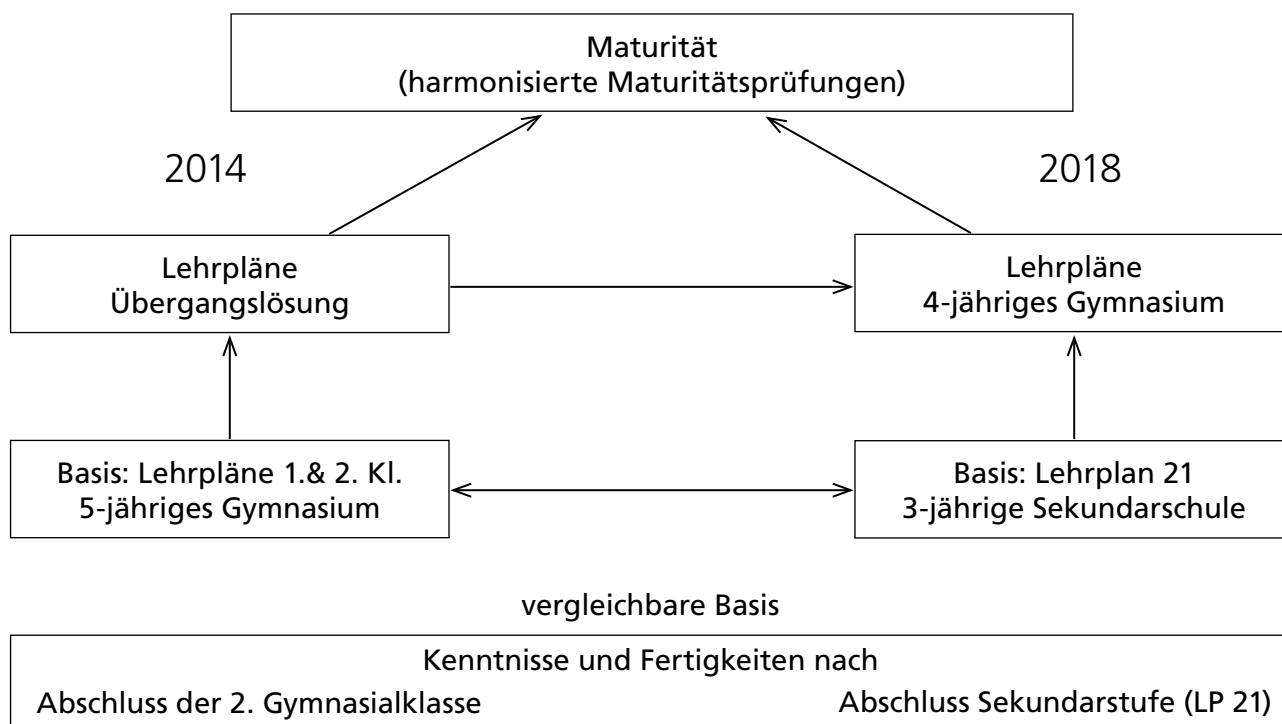 Maturität
(harmonisierte Maturitätsprüfungen)
2014
2018
Lehrpläne
Übergangslösung
Lehrpläne
4-jähriges Gymnasium
Basis: Lehrpläne 1.& 2. Kl.
5-jähriges Gymnasium
Basis: Lehrplan 21
3-jährige Sekundarschule
vergleichbare Basis
Kenntnisse und Fertigkeiten nach
Abschluss der 2. Gymnasialklasse
Abschluss Sekundarstufe (LP 21)